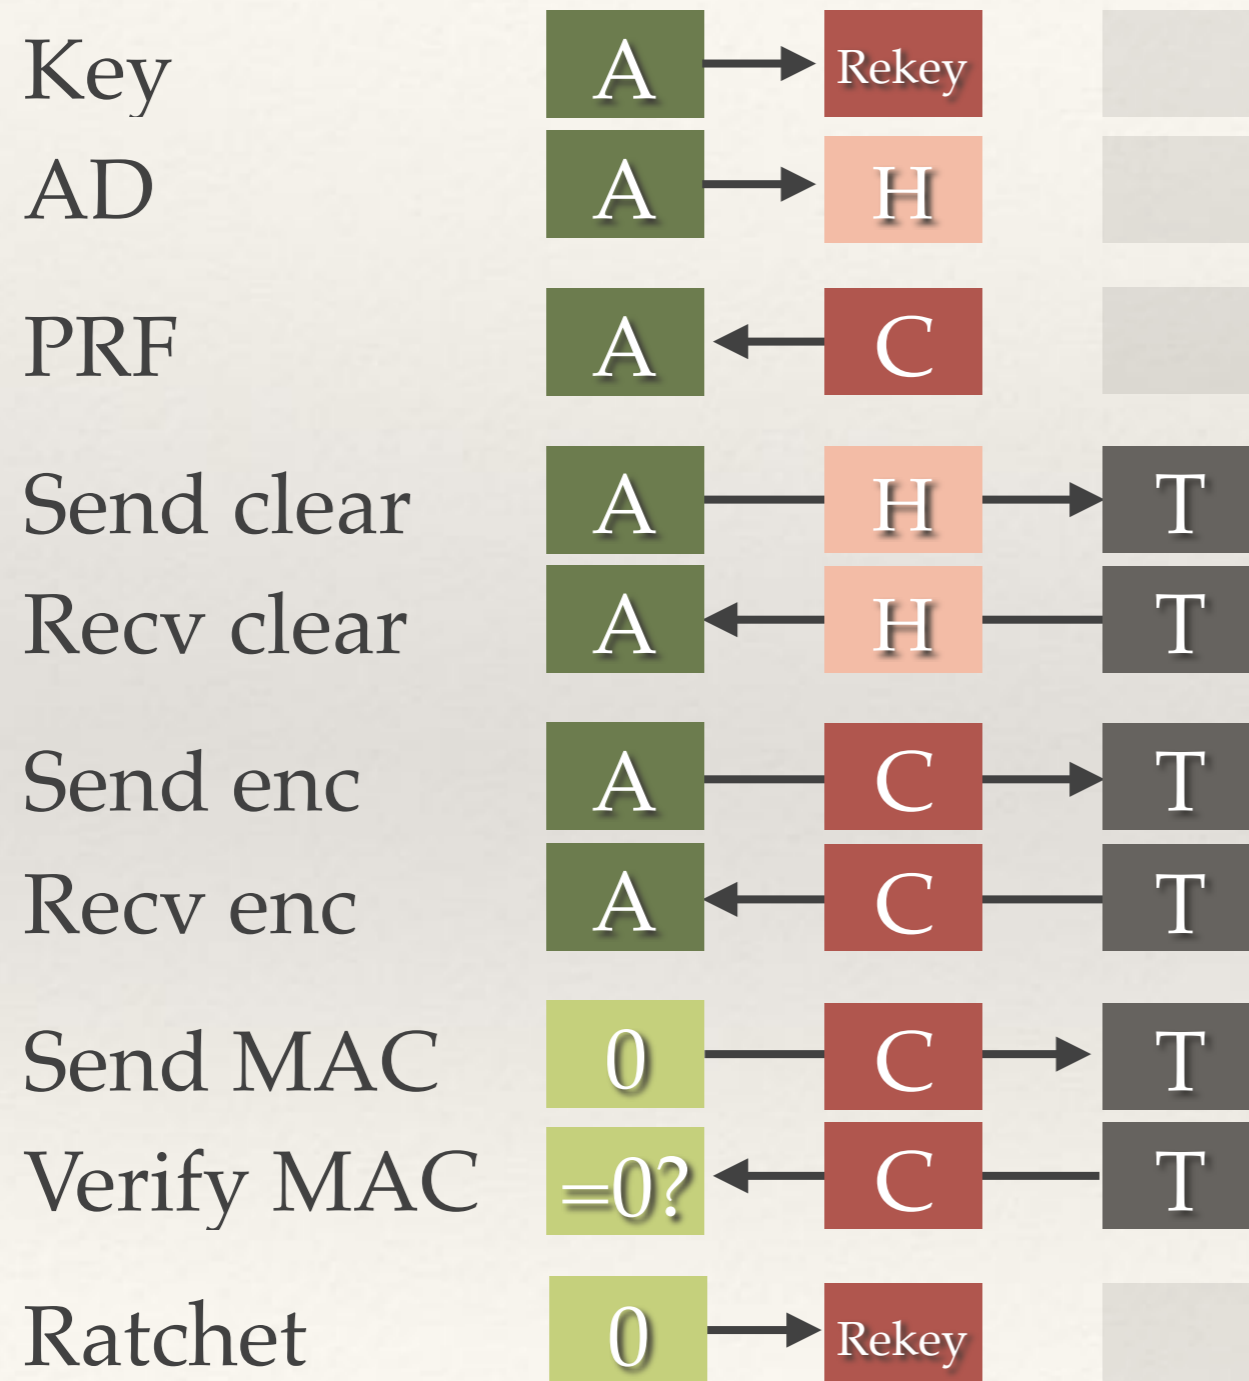 Key A Rekey
AD A H
PRF A C
Send clear A H T
Recv clear A H T
Send enc A C T
Recv enc A C T
Send MAC 0 C T
Verify MAC =0? C T
Ratchet 0 Rekey